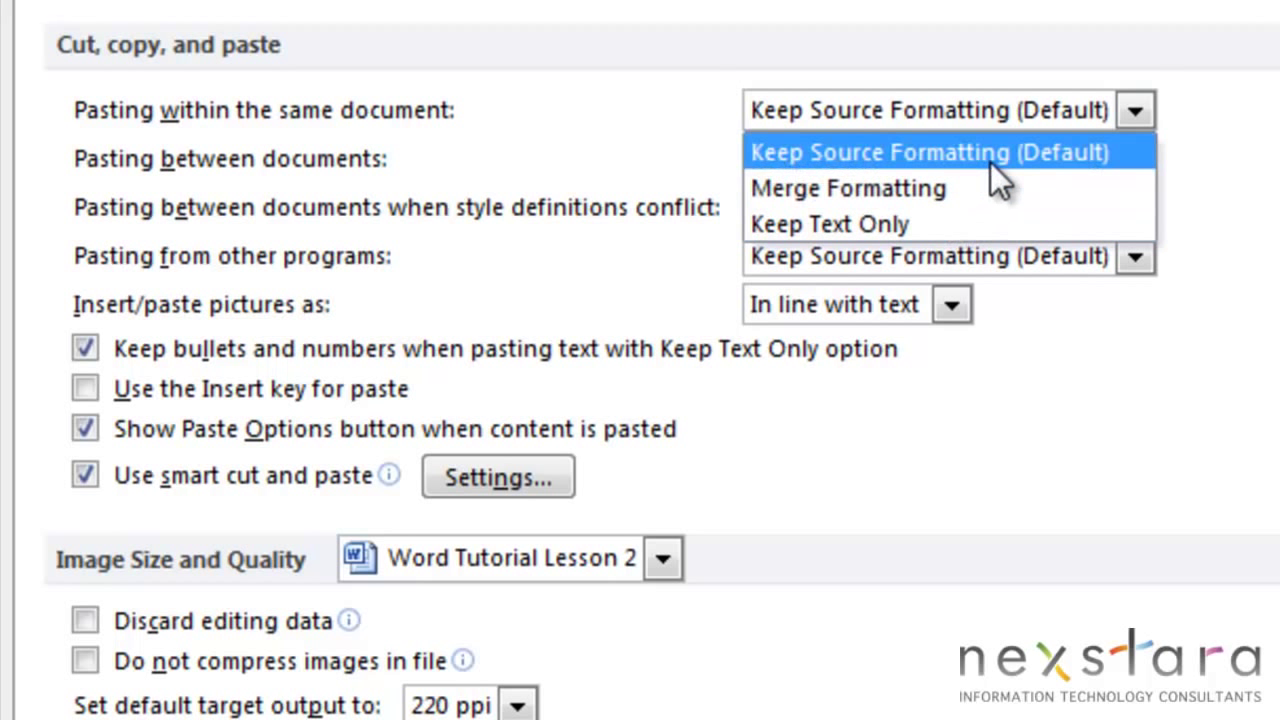 Cut, copy, and paste
Pasting within the same document: Keep Source Formatting (Default)
Keep Source Formatting (Default)
Pasting between documents:
Merge Formatting
Pasting between documents when style definitions conflict:
Keep Text Only
Pasting from other programs: Keep Source Formatting (Default)
Insert/paste pictures as: In line with text
Keep bullets and numbers when pasting text with Keep Text Only option
Use the Insert key for paste
Show Paste Options button when content is pasted
Use smart cut and paste Settings...
Image Size and Quality Word Tutorial Lesson 2
Discard editing data
Do not compress images in file
Set default target output to: 220 ppi
nexstara
INFORMATION TECHNOLOGY CONSULTANTS